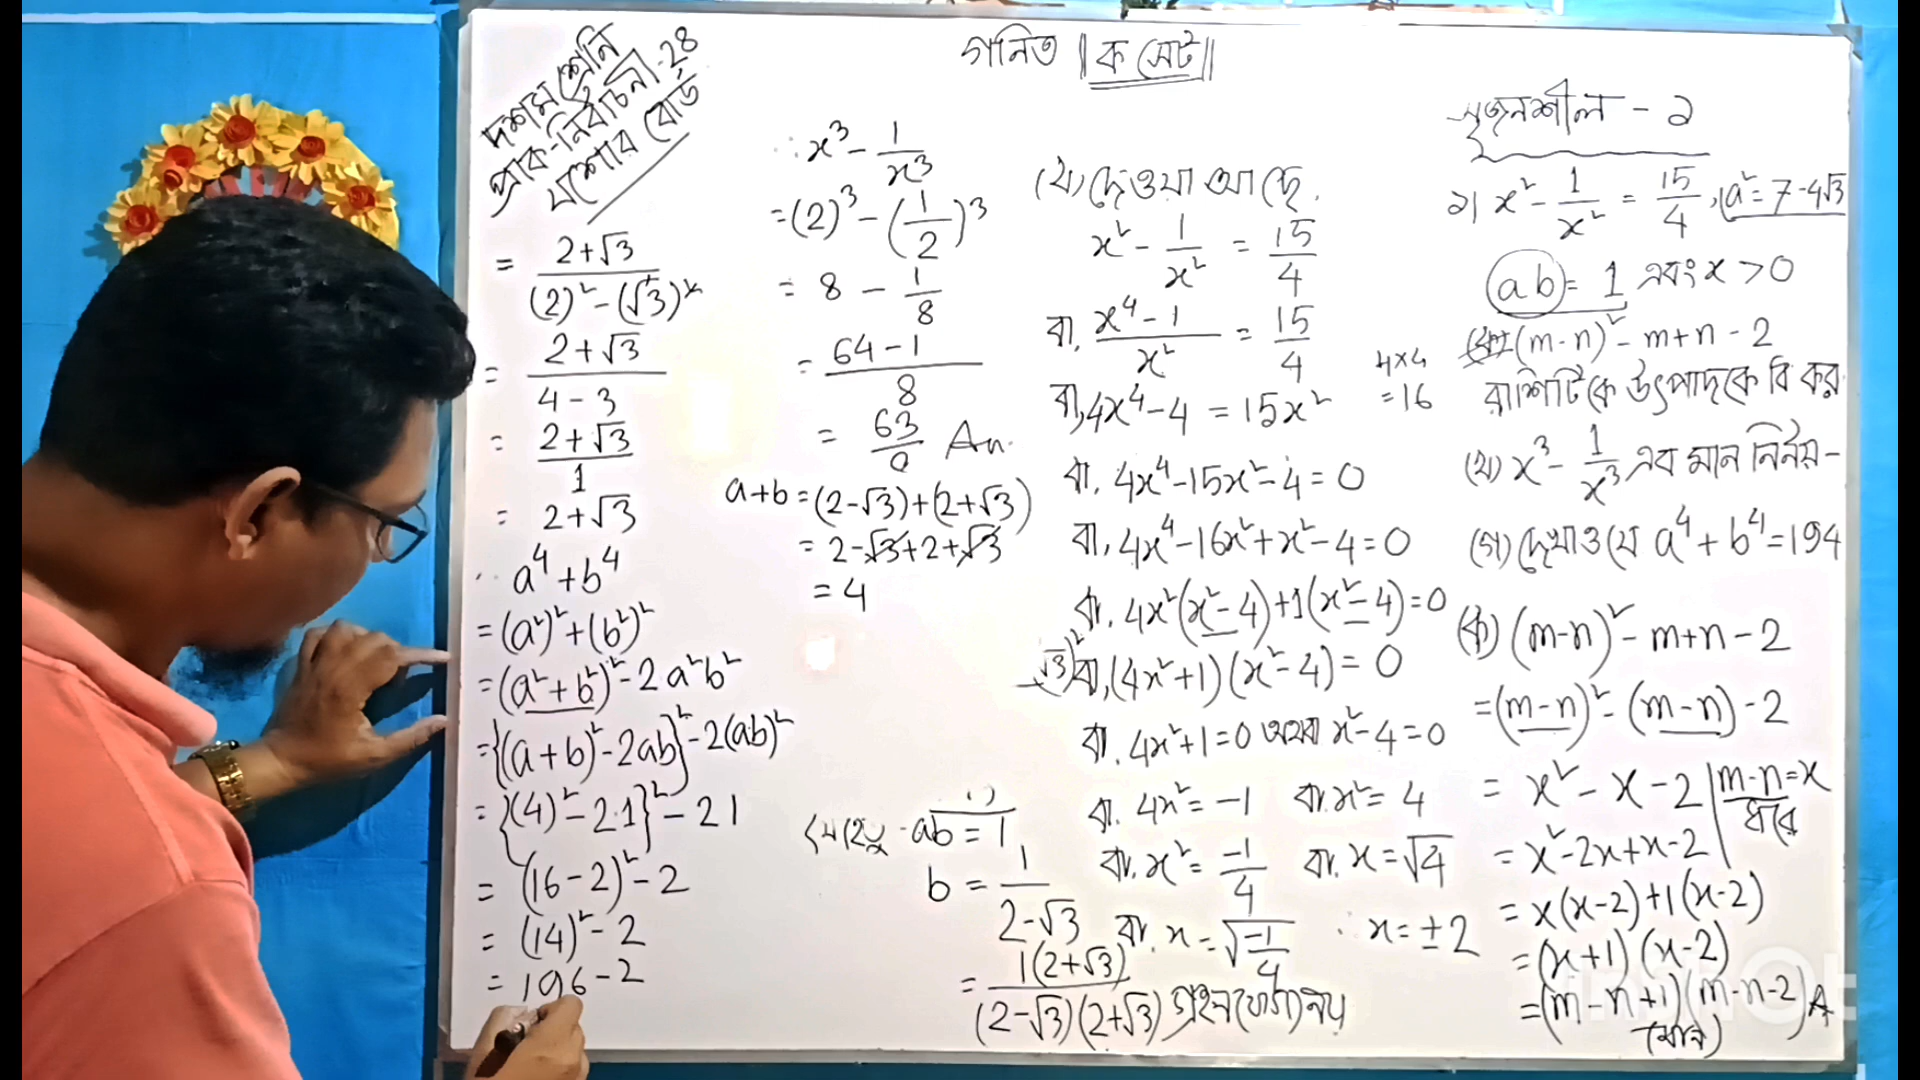 গনিত || ক সেট ||
দশম শ্রেনি
প্রাক-নির্বাচনী-২৪
যশোর বোর্ড
সৃজনশীল - ১
১| x² - 1/x² = 15/4, a² = 7-4√3
ab = 1 এবং x > 0
(ক) (m-n)² - m+n - 2
রাশিটিকে উৎপাদকে বি কর
(খ) x³ - 1/x³ এর মান নির্নয় -
(গ) দেখাও যে a⁴ + b⁴ = 194
(ক) (m-n)² - m+n - 2
= (m-n)² - (m-n) - 2
= x² - x - 2 | m-n = x ধরে
= x² - 2x + x - 2
= x(x-2) + 1(x-2)
= (x+1) (x-2)
= (m-n+1) (m-n-2) A
(খ) দেওয়া আছে,
x² - 1/x² = 15/4
বা, (x⁴ - 1)/x² = 15/4
বা, 4x⁴ - 4 = 15x²
4×4
= 16
বা, 4x⁴ - 15x² - 4 = 0
বা, 4x⁴ - 16x² + x² - 4 = 0
বা, 4x²(x² - 4) + 1(x² - 4) = 0
বা, (4x² + 1) (x² - 4) = 0
বা, 4x² + 1 = 0 অথবা x² - 4 = 0
বা, 4x² = -1 বা, x² = 4
বা, x² = -1/4 বা, x = √4
বা, x = √(-1/4) ∴ x = ±2
গ্রহনযোগ্য নয়
∴ x³ - 1/x³
= (2)³ - (1/2)³
= 8 - 1/8
= (64 - 1)/8
= 63/8 An.
√3)²
ab = 1
b = 1/(2-√3)
= 1(2+√3)/((2-√3)(2+√3))
= (2+√3)/((2)² - (√3)²)
= (2+√3)/(4 - 3)
= (2+√3)/1
= 2+√3
a+b = (2-√3) + (2+√3)
= 2-√3+2+√3
= 4
∴ a⁴ + b⁴
= (a²)² + (b²)²
= (a² + b²)² - 2a²b²
= {(a+b)² - 2ab}² - 2(ab)²
= {(4)² - 2.1}² - 2 1
= (16 - 2)² - 2
= (14)² - 2
= 196 - 2